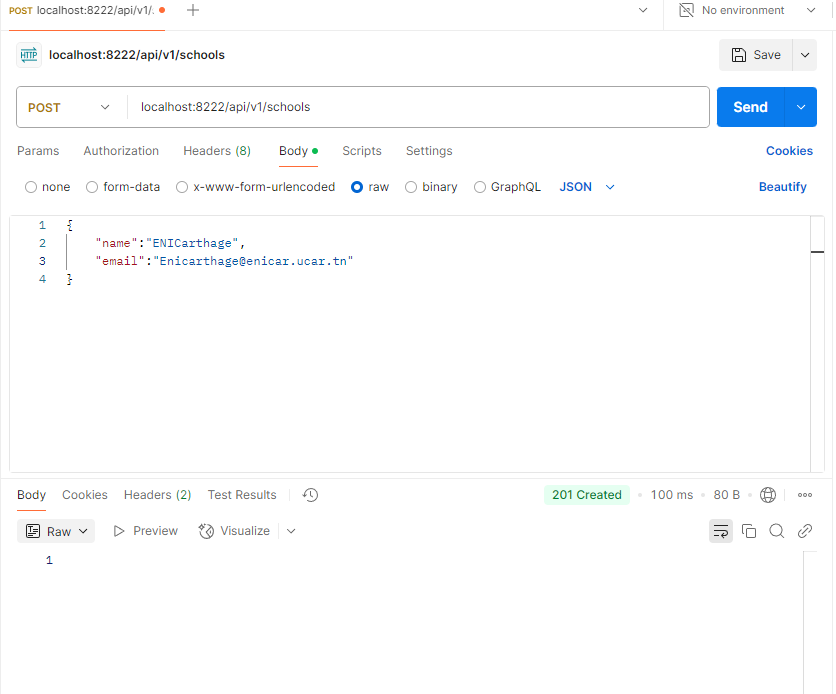 POST localhost:8222/api/v1/. No environment
HTTP localhost:8222/api/v1/schools Save
POST localhost:8222/api/v1/schools Send
Params Authorization Headers (8) Body Scripts Settings Cookies
none form-data x-www-form-urlencoded raw binary GraphQL JSON Beautify
1 {
2 "name":"ENICarthage",
3 "email":"Enicarthage@enicar.ucar.tn"
4 }
Body Cookies Headers (2) Test Results 201 Created 100 ms 80 B
Raw Preview Visualize
1